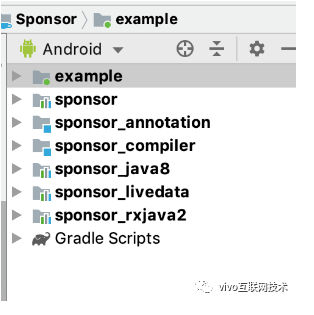 Sponsor example
Android
example
sponsor
sponsor_annotation
sponsor_compiler
sponsor_java8
sponsor_livedata
sponsor_rxjava2
Gradle Scripts
vivo互联网技术